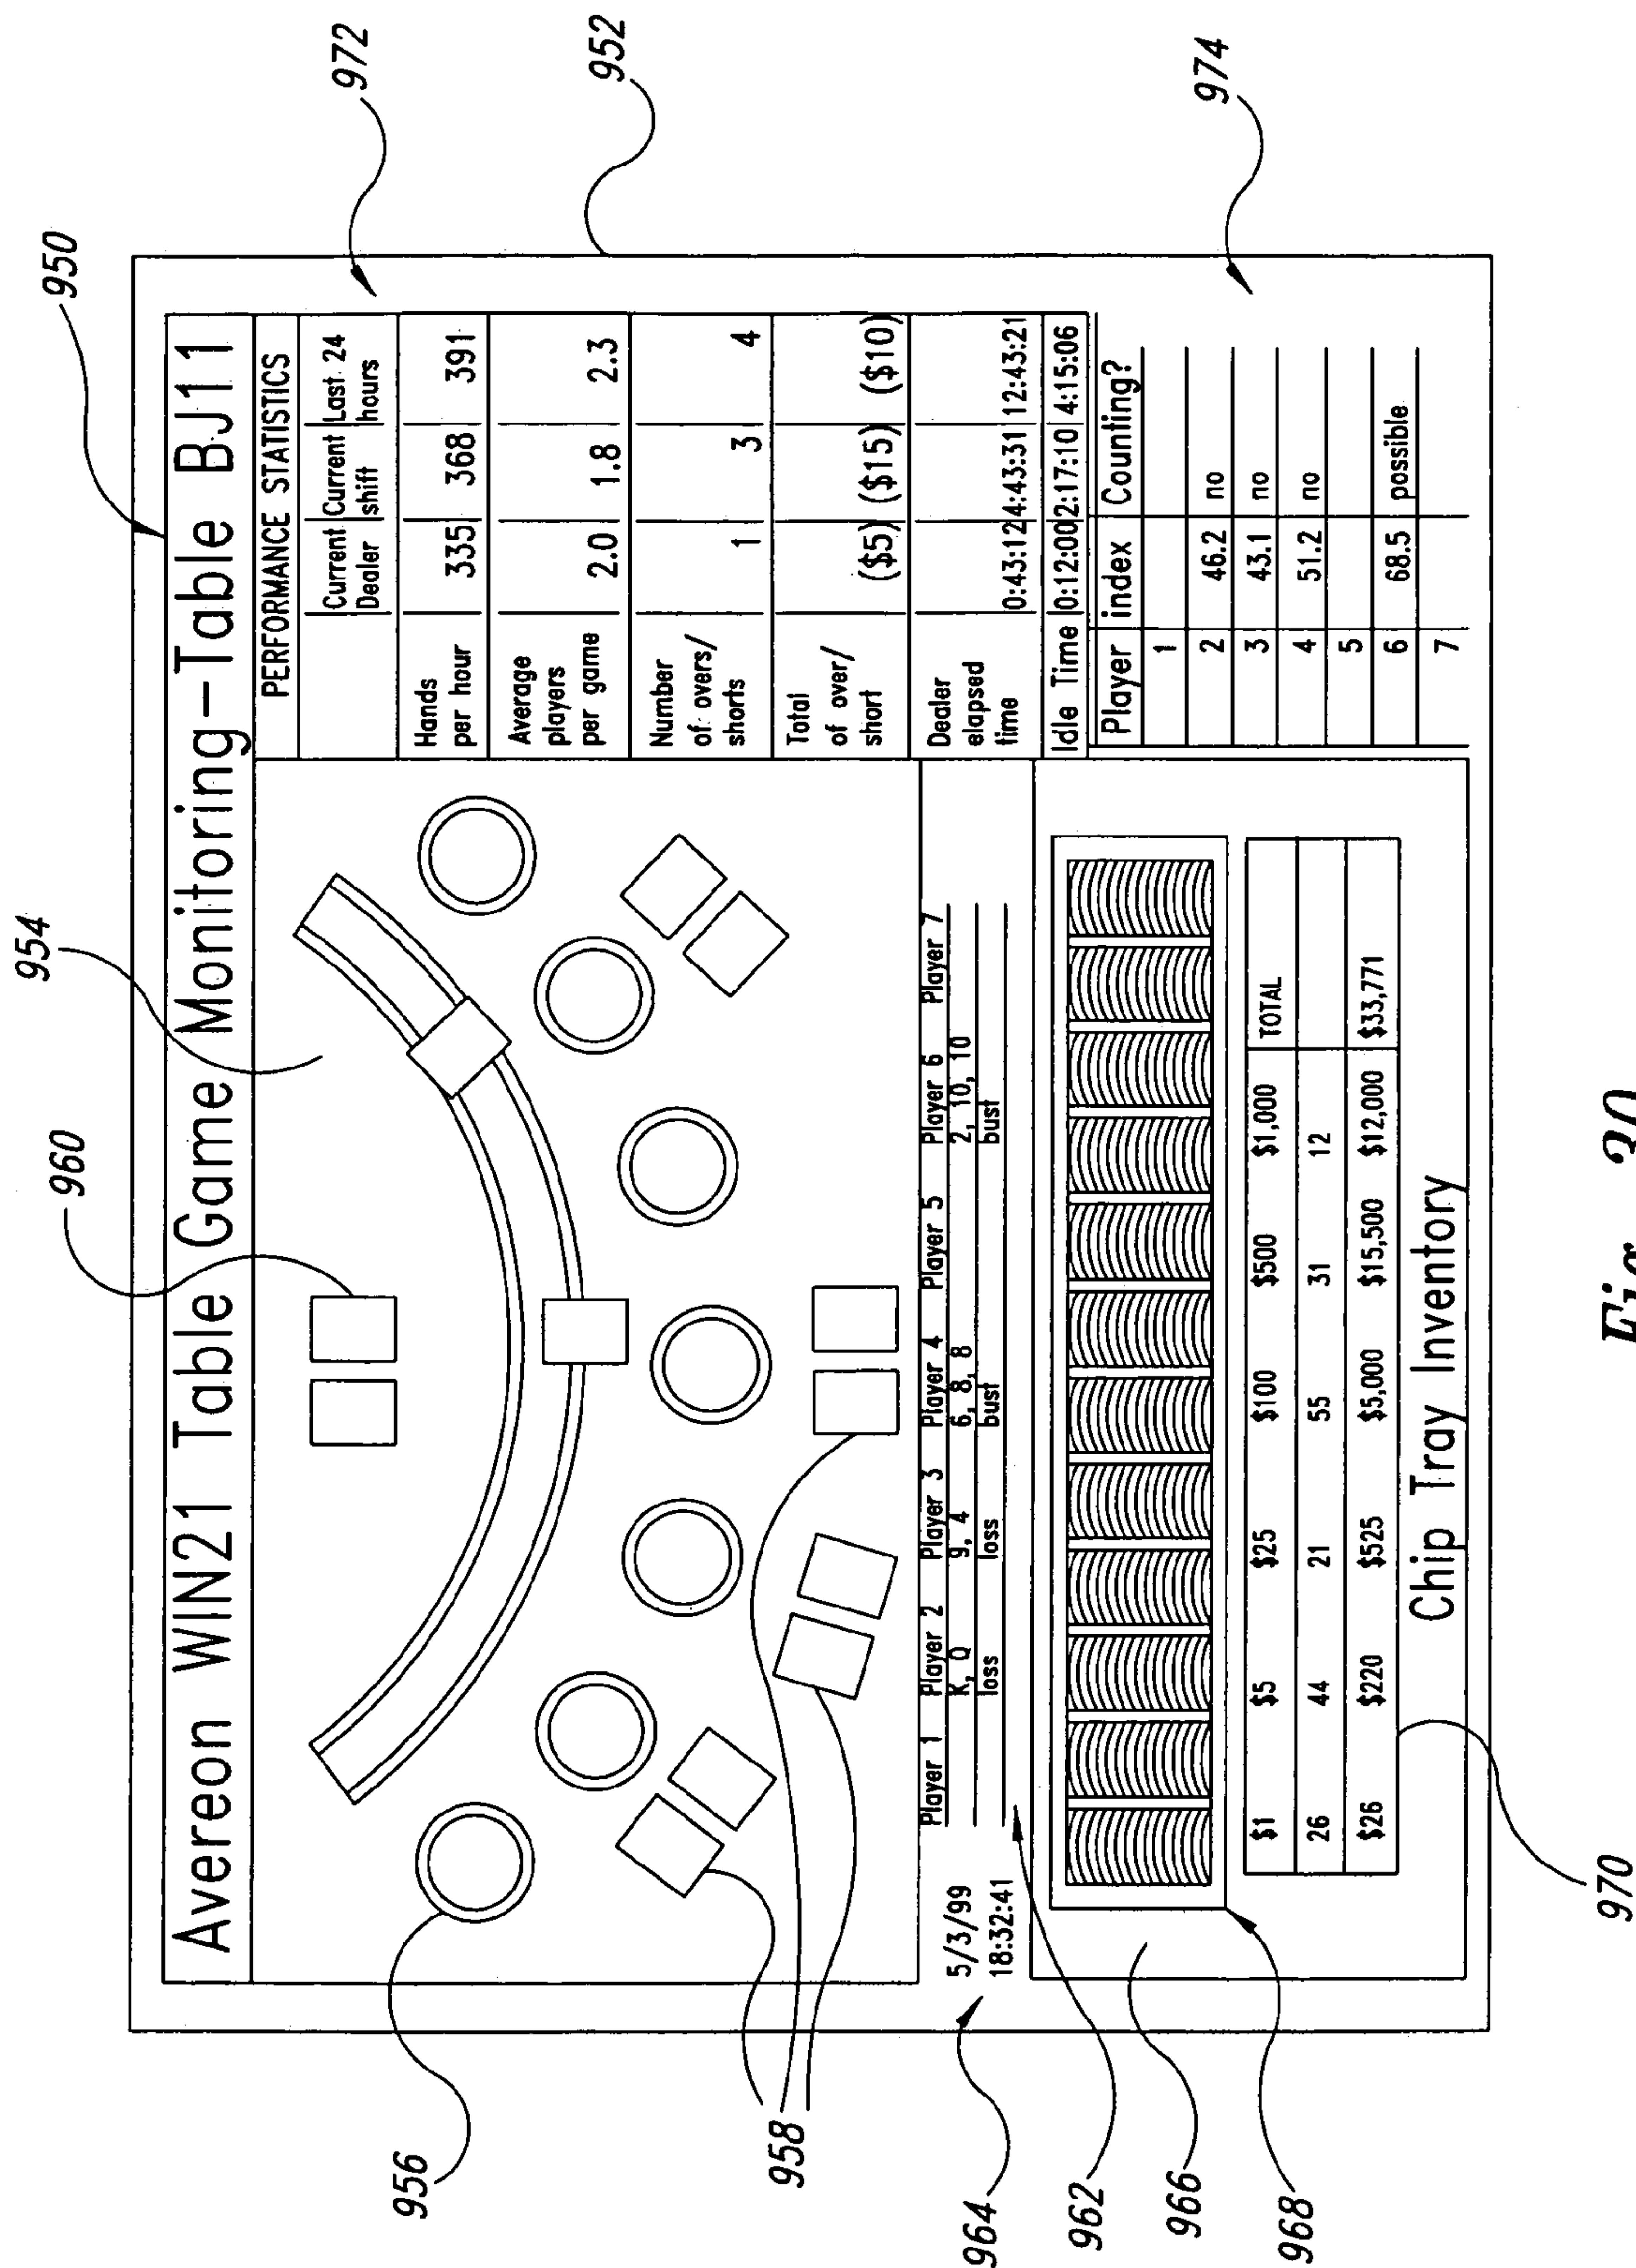 950
Avereon WIN21 Table Game Monitoring-Table BJ11
954
960
956
958
PERFORMANCE STATISTICS
Current Dealer Current shift Last 24 hours
Hands per hour 335 368 391
Average players per game 2.0 1.8 2.3
Number of overs/ shorts 1 3 4
Total of over/ short ($5) ($15) ($10)
Dealer elapsed time 0:43:12 4:43:31 12:43:21
Idle Time 0:12:00 2:17:10 4:15:06
972
952
964
5/3/99
18:32:41
Player 1 Player 2 Player 3 Player 4 Player 5 Player 6 Player 7
K, Q 9, 4 6, 8, 8 2, 10, 10
loss loss bust bust
962
966
968
$1 $5 $25 $100 $500 $1,000 TOTAL
26 44 21 55 31 12
$26 $220 $525 $5,000 $15,500 $12,000 $33,771
Chip Tray Inventory
970
Player index Counting?
1
2 46.2 no
3 43.1 no
4 51.2 no
5
6 68.5 possible
7
974
Fig. 30